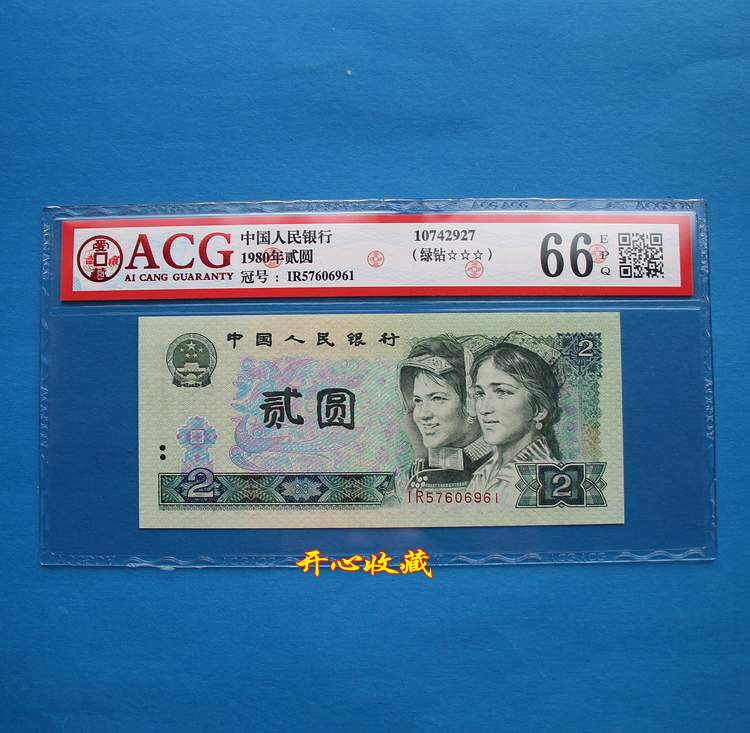 ACG
AI CANG GUARANTY
中国人民银行
1980年贰圆
冠号：IR57606961
10742927
（绿钻☆☆☆）
66
EPQ
中国人民银行
贰圆
2
2
2
IR57606961
开心收藏